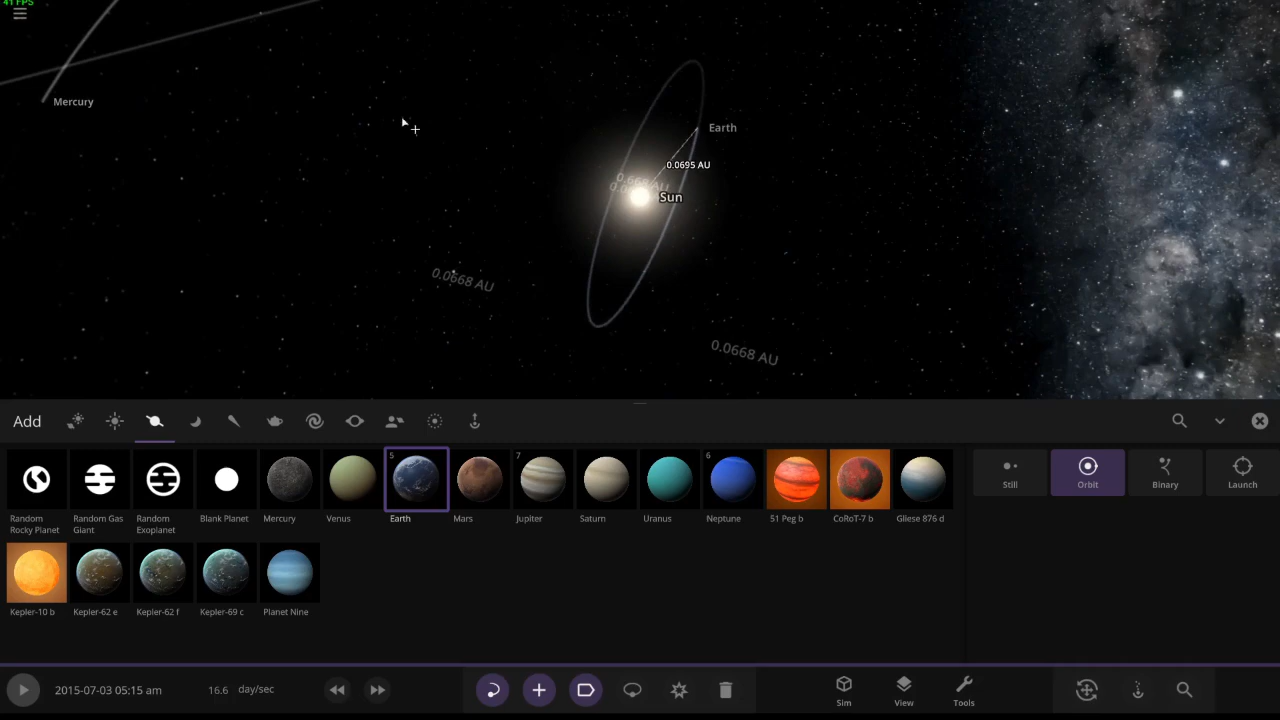 41 FPS
Mercury
Earth
0.0695 AU
Sun
0.0668 AU
0.0668 AU
Add
5
7
6
Random Rocky Planet
Random Gas Giant
Random Exoplanet
Blank Planet
Mercury
Venus
Earth
Mars
Jupiter
Saturn
Uranus
Neptune
51 Peg b
CoRoT-7 b
Gliese 876 d
Still
Orbit
Binary
Launch
Kepler-10 b
Kepler-62 e
Kepler-62 f
Kepler-69 c
Planet Nine
2015-07-03 05:15 am
16.6 day/sec
Sim
View
Tools